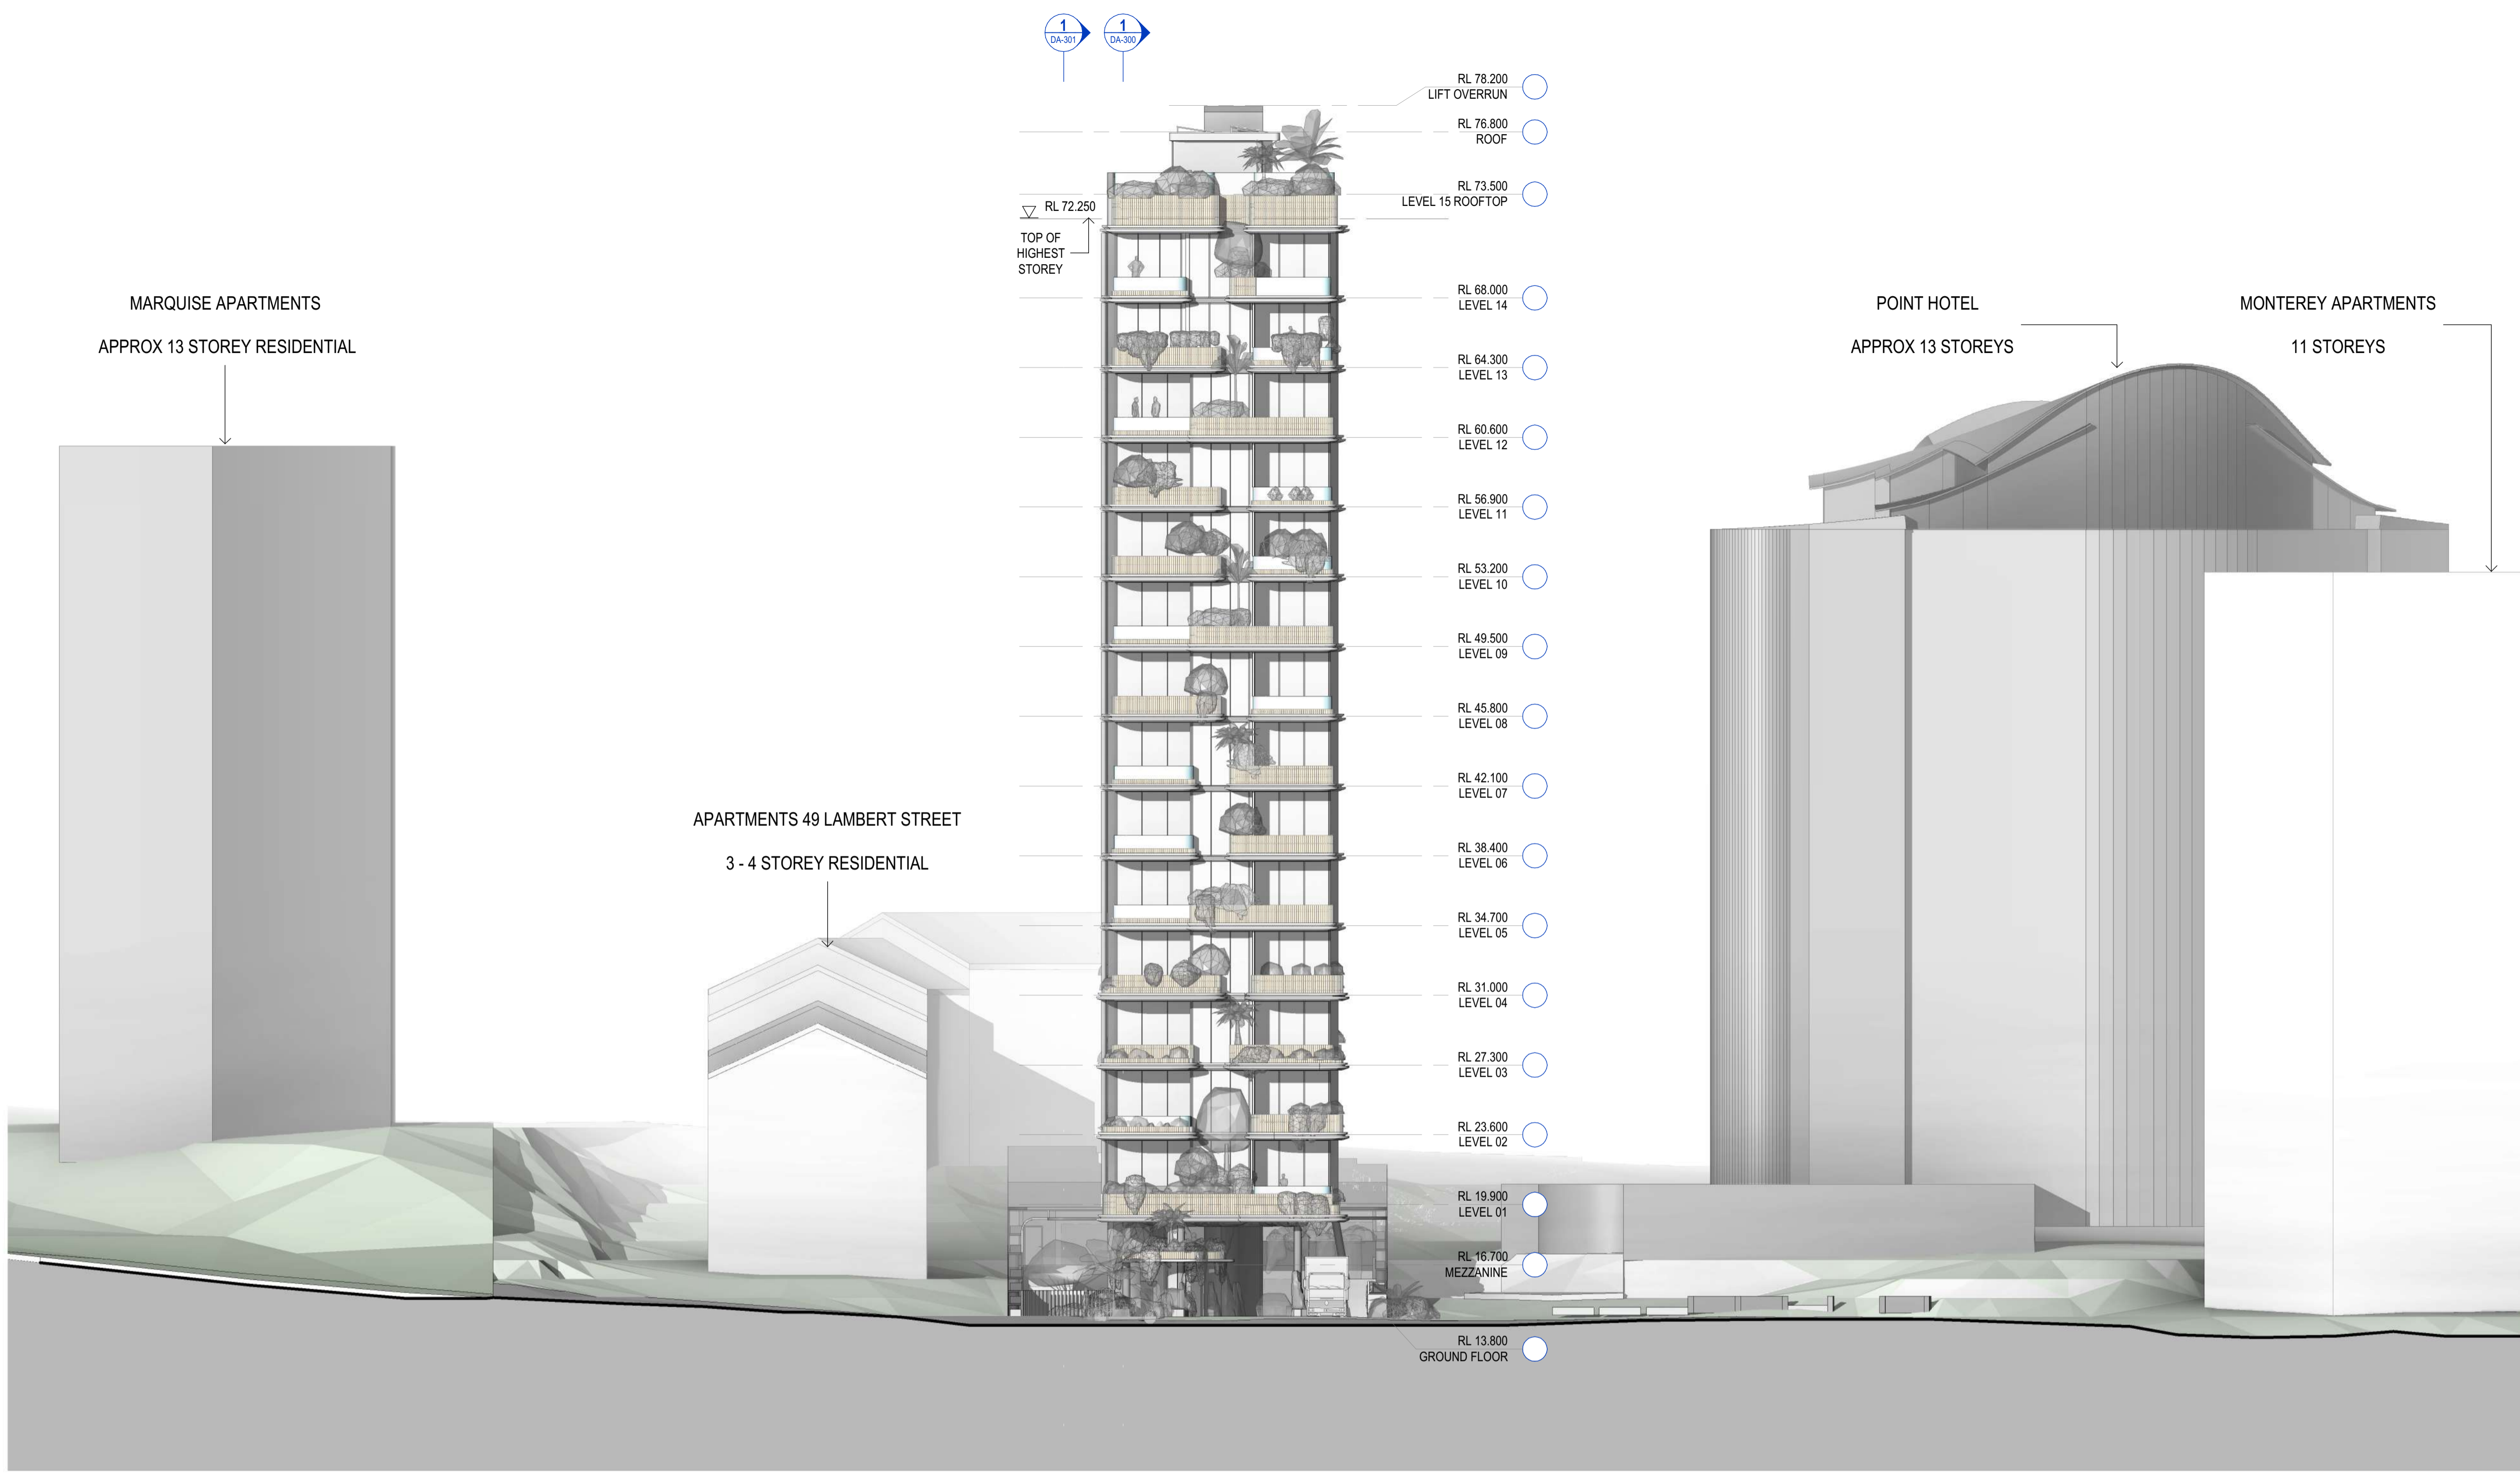 1
DA-301
1
DA-300
RL 78.200
LIFT OVERRUN
RL 76.800
ROOF
RL 73.500
LEVEL 15 ROOFTOP
RL 72.250
TOP OF
HIGHEST
STOREY
RL 68.000
LEVEL 14
MARQUISE APARTMENTS
APPROX 13 STOREY RESIDENTIAL
POINT HOTEL
APPROX 13 STOREYS
MONTEREY APARTMENTS
11 STOREYS
RL 64.300
LEVEL 13
RL 60.600
LEVEL 12
RL 56.900
LEVEL 11
RL 53.200
LEVEL 10
RL 49.500
LEVEL 09
RL 45.800
LEVEL 08
RL 42.100
LEVEL 07
APARTMENTS 49 LAMBERT STREET
3 - 4 STOREY RESIDENTIAL
RL 38.400
LEVEL 06
RL 34.700
LEVEL 05
RL 31.000
LEVEL 04
RL 27.300
LEVEL 03
RL 23.600
LEVEL 02
RL 19.900
LEVEL 01
RL 16.700
MEZZANINE
RL 13.800
GROUND FLOOR